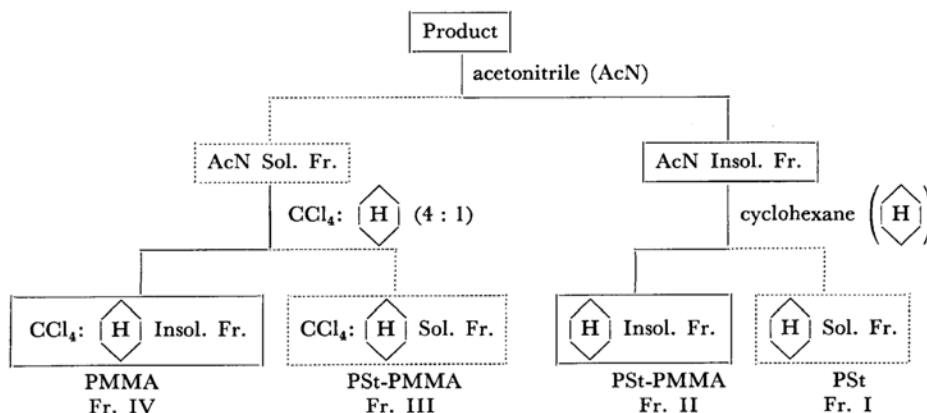 Product
acetonitrile (AcN)
AcN Sol. Fr.
AcN Insol. Fr.
CCl₄: H (4 : 1)
cyclohexane (H)
CCl₄: H Insol. Fr.
CCl₄: H Sol. Fr.
H Insol. Fr.
H Sol. Fr.
PMMA
PSt-PMMA
PSt-PMMA
PSt
Fr. IV
Fr. III
Fr. II
Fr. I